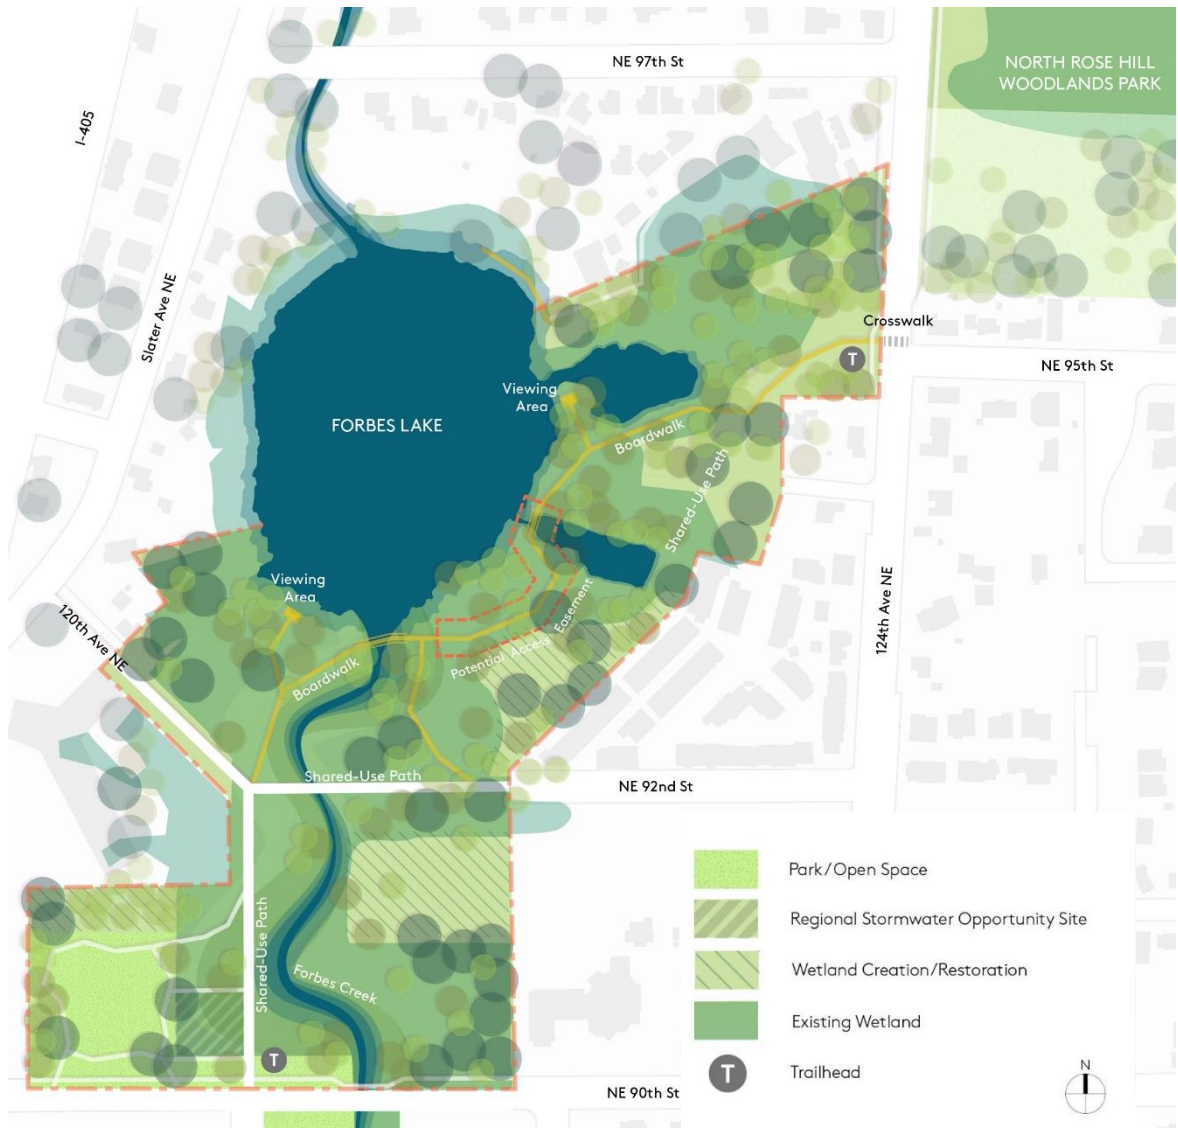 NE 97th St
NORTH ROSE HILL
WOODLANDS PARK
I-405
Slater Ave NE
Crosswalk
T
NE 95th St
Viewing
Area
FORBES LAKE
Boardwalk
Shared-Use Path
Viewing
Area
120th Ave NE
Boardwalk
Potential Access Easement
124th Ave NE
Shared-Use Path
NE 92nd St
Shared-Use Path
Forbes Creek
T
NE 90th St
Park/Open Space
Regional Stormwater Opportunity Site
Wetland Creation/Restoration
Existing Wetland
T
Trailhead
N